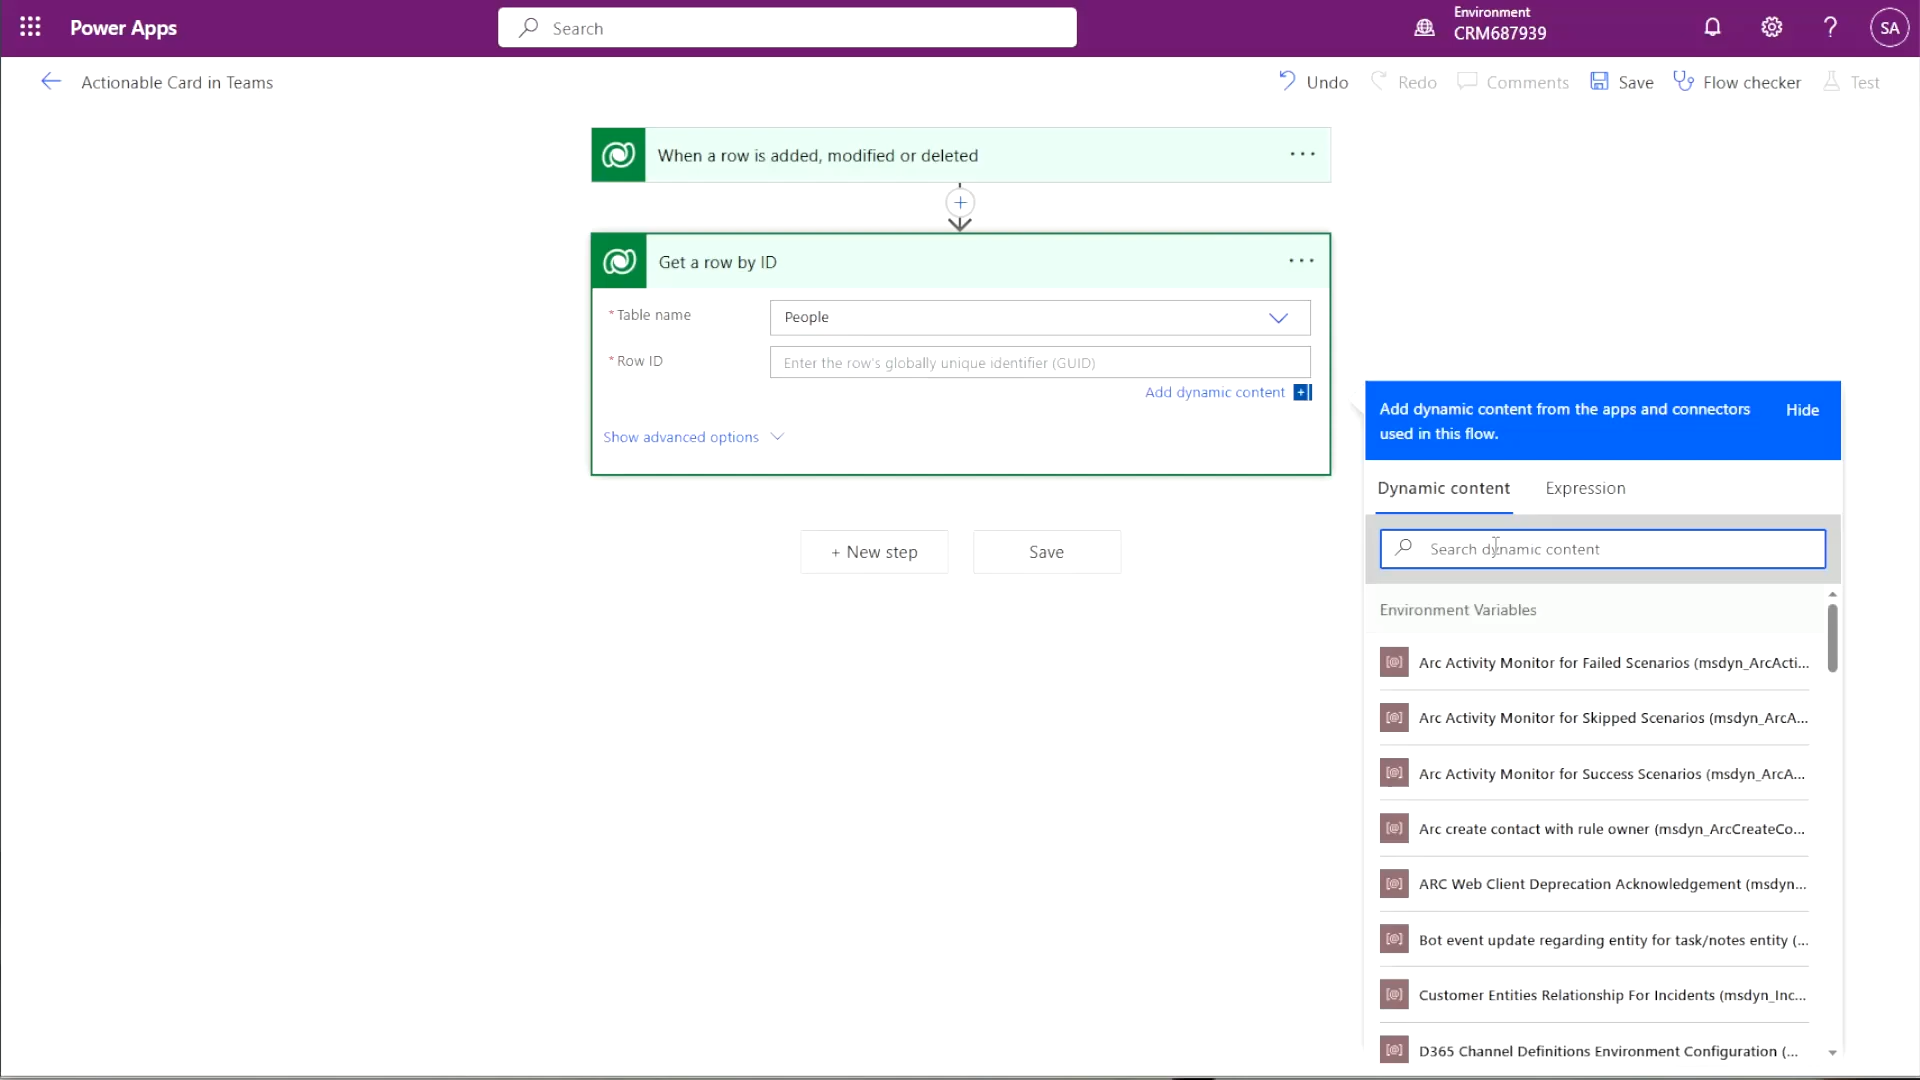 Power Apps
Search
Environment
CRM687939
?
SA
Actionable Card in Teams
Undo
Redo
Comments
Save
Flow checker
Test
When a row is added, modified or deleted
Get a row by ID
* Table name
People
* Row ID
Enter the row's globally unique identifier (GUID)
Add dynamic content
Show advanced options
+ New step
Save
Add dynamic content from the apps and connectors
used in this flow.
Hide
Dynamic content
Expression
Search dynamic content
Environment Variables
Arc Activity Monitor for Failed Scenarios (msdyn_ArcActi...
Arc Activity Monitor for Skipped Scenarios (msdyn_ArcA...
Arc Activity Monitor for Success Scenarios (msdyn_ArcA...
Arc create contact with rule owner (msdyn_ArcCreateCo...
ARC Web Client Deprecation Acknowledgement (msdyn...
Bot event update regarding entity for task/notes entity (...
Customer Entities Relationship For Incidents (msdyn_Inc...
D365 Channel Definitions Environment Configuration (...